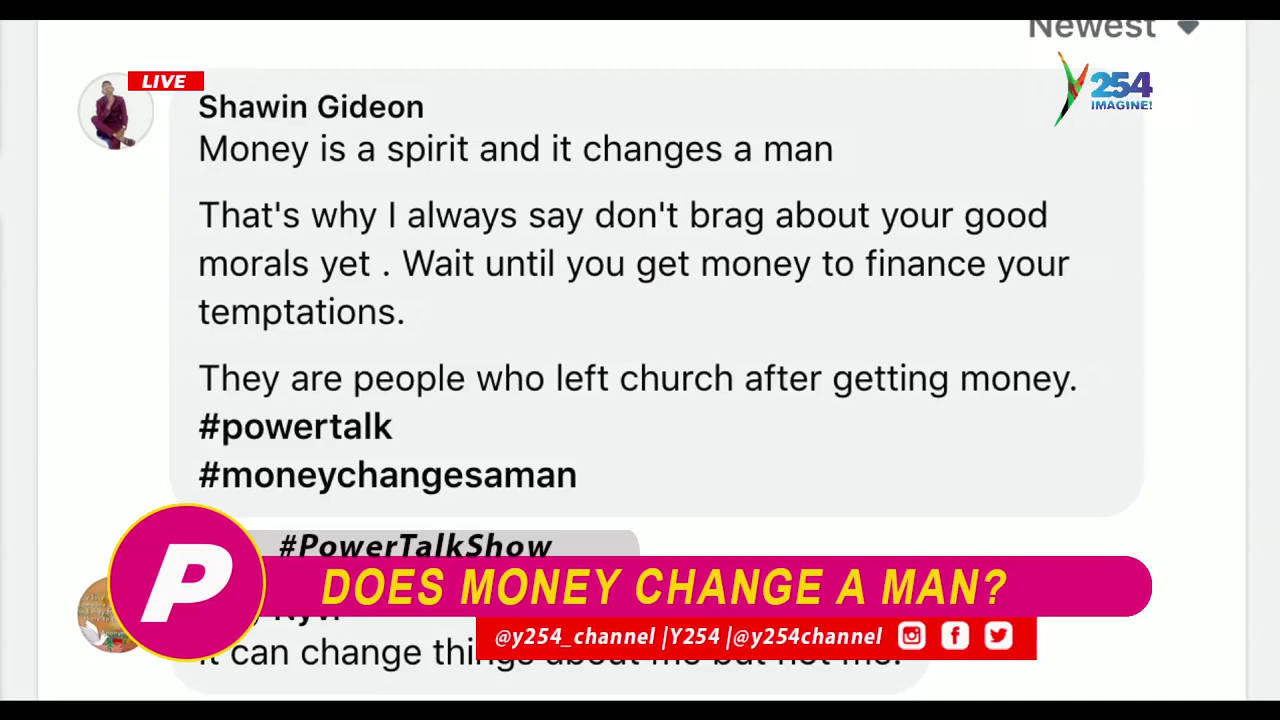 Newest
LIVE
254
IMAGINE!
Shawin Gideon
Money is a spirit and it changes a man
That's why I always say don't brag about your good
morals yet . Wait until you get money to finance your
temptations.
They are people who left church after getting money.
#powertalk
#moneychangesaman
#PowerTalkShow
P
DOES MONEY CHANGE A MAN?
@y254_channel |Y254 |@y254channel
It can change things about me but not me.